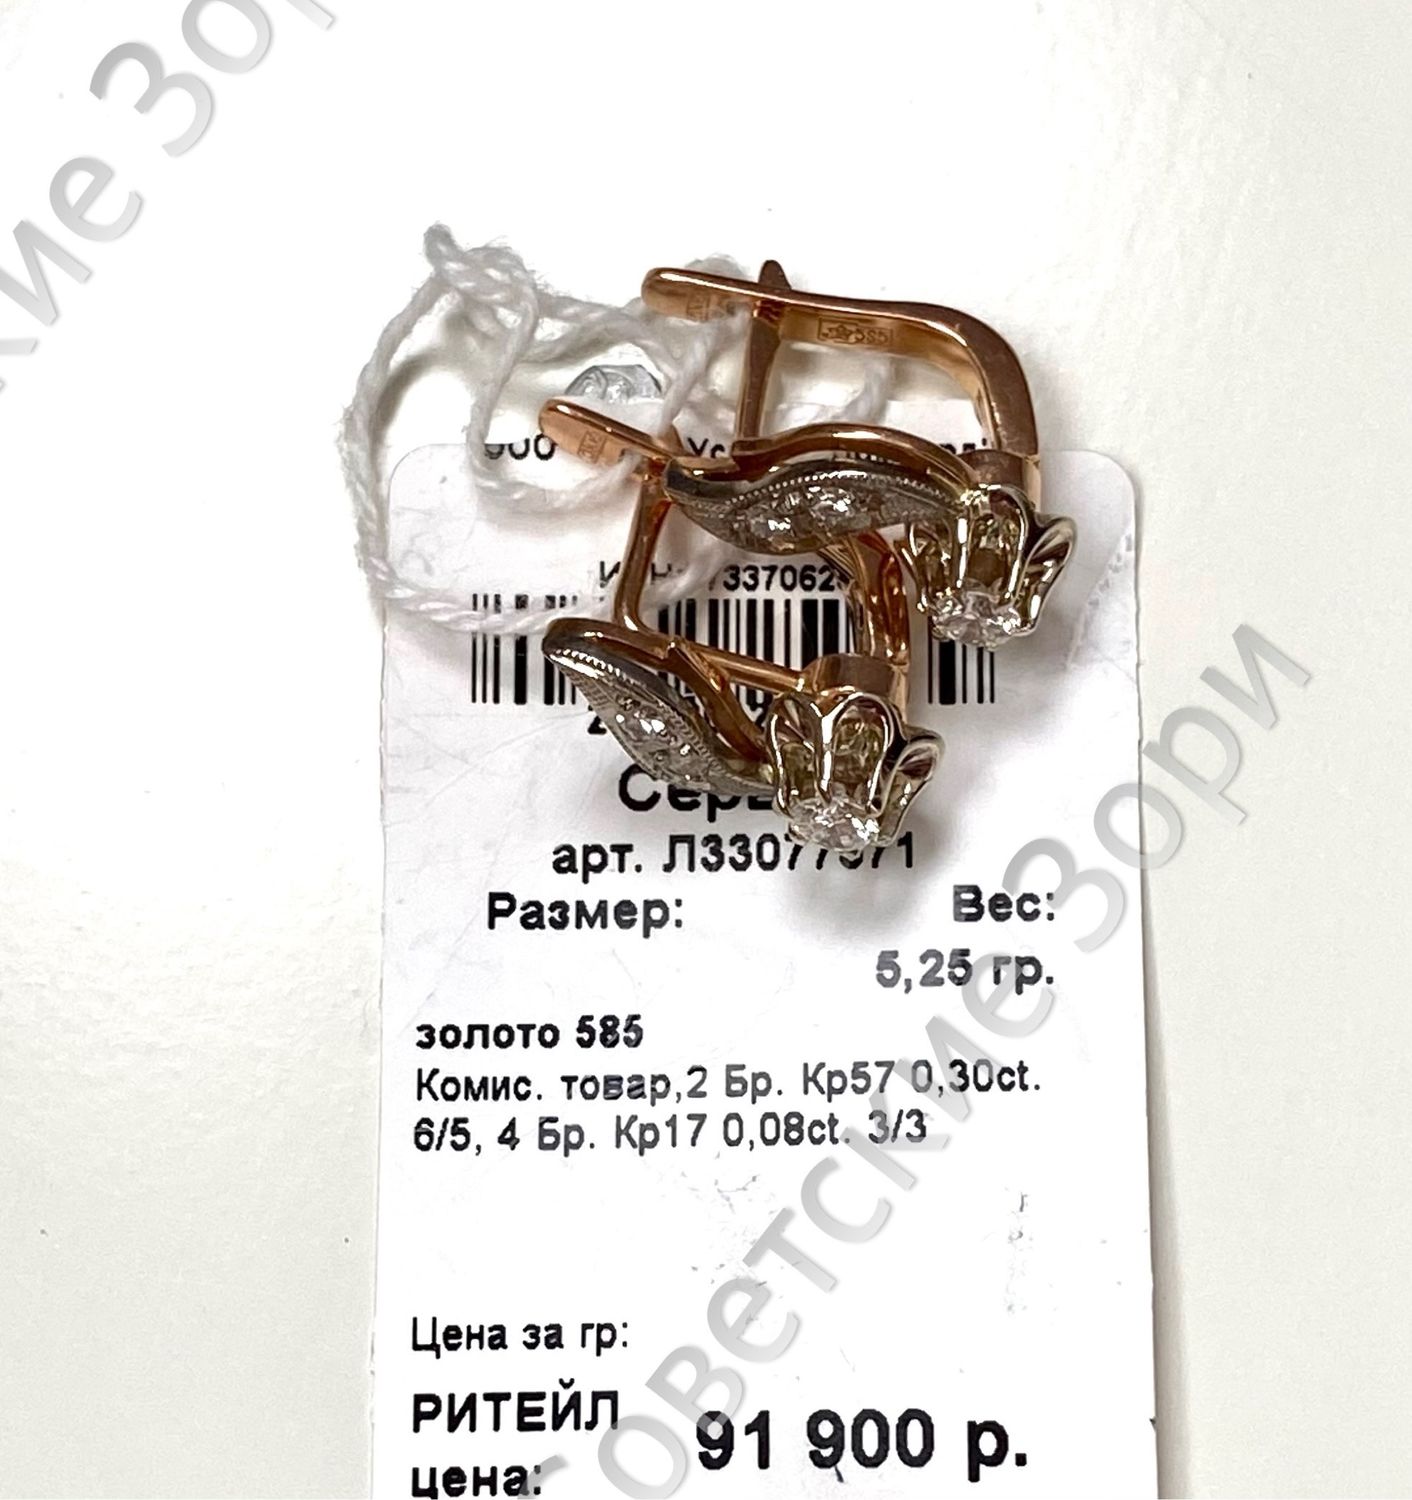 585
арт.
Размер:
Вес:
5,25 гр.
золото 585
Комис. товар,2 Бр. Кр57 0,30ct.
6/5, 4 Бр. Кр17 0,08ct. 3/3
Цена за гр:
РИТЕЙЛ
цена:
91 900 р.
Советские Зори